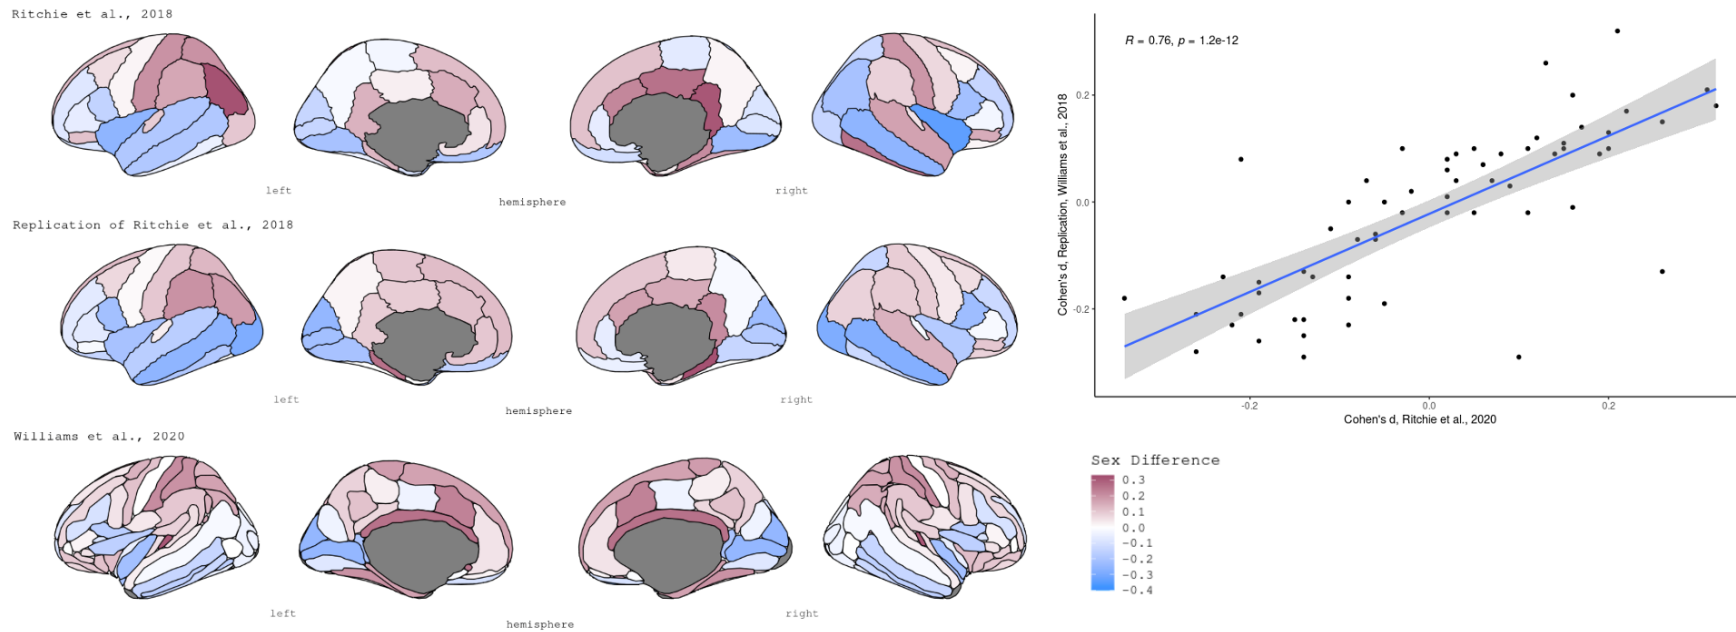 Ritchie et al., 2018
left
right
hemisphere
Replication of Ritchie et al., 2018
left
right
hemisphere
Williams et al., 2020
left
right
hemisphere
R = 0.76, p = 1.2e-12
Cohen's d, Replication, Williams et al., 2018
0.2
0.0
-0.2
-0.2
0.0
0.2
Cohen's d, Ritchie et al., 2020
Sex Difference
0.3
0.2
0.1
0.0
-0.1
-0.2
-0.3
-0.4